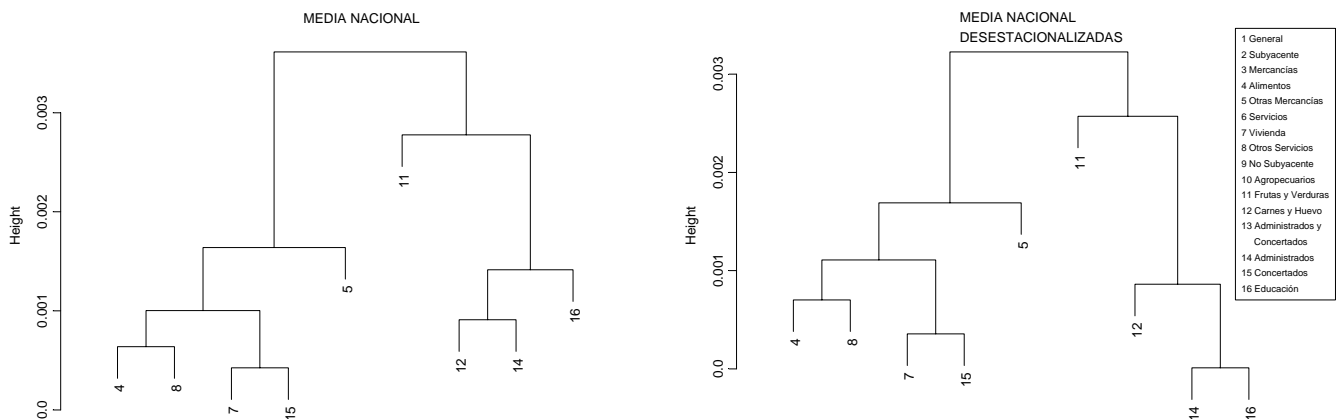 MEDIA NACIONAL
Height
0.003
0.002
0.001
0.0
11
5
16
4
8
12
14
7
15
MEDIA NACIONAL
DESESTACIONALIZADAS
Height
0.003
0.002
0.001
0.0
11
5
12
4
8
7
15
14
16
1 General
2 Subyacente
3 Mercancías
4 Alimentos
5 Otras Mercancías
6 Servicios
7 Vivienda
8 Otros Servicios
9 No Subyacente
10 Agropecuarios
11 Frutas y Verduras
12 Carnes y Huevo
13 Administrados y
Concertados
14 Administrados
15 Concertados
16 Educación